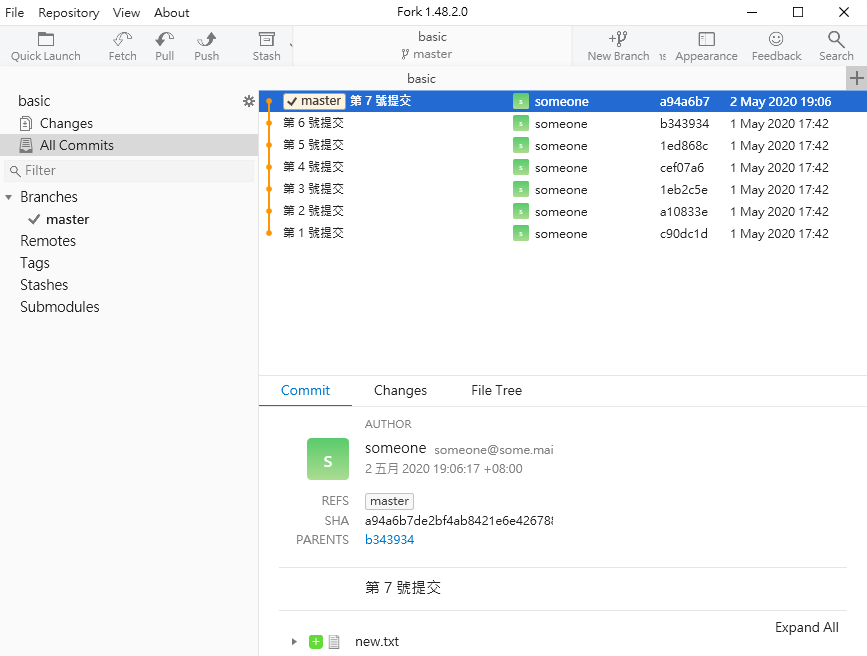 File Repository View About Fork 1.48.2.0
Quick Launch Fetch Pull Push Stash basic master New Branch Appearance Feedback Search
basic
basic
Changes
All Commits
Filter
Branches
master
Remotes
Tags
Stashes
Submodules
master 第 7 號提交 s someone a94a6b7 2 May 2020 19:06
第 6 號提交 s someone b343934 1 May 2020 17:42
第 5 號提交 s someone 1ed868c 1 May 2020 17:42
第 4 號提交 s someone cef07a6 1 May 2020 17:42
第 3 號提交 s someone 1eb2c5e 1 May 2020 17:42
第 2 號提交 s someone a10833e 1 May 2020 17:42
第 1 號提交 s someone c90dc1d 1 May 2020 17:42
Commit Changes File Tree
AUTHOR
s someone someone@some.mai
2 五月 2020 19:06:17 +08:00
REFS master
SHA a94a6b7de2bf4ab8421e6e42678
PARENTS b343934
第 7 號提交
Expand All
new.txt